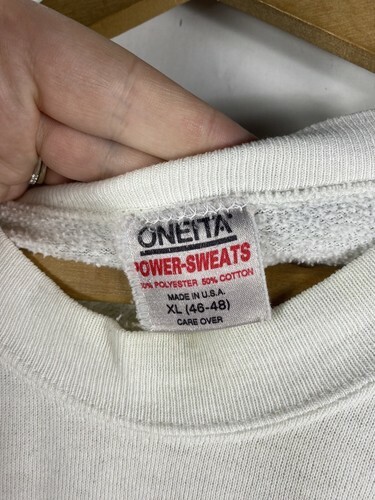 ONEITA
POWER-SWEATS
50% POLYESTER 50% COTTON
MADE IN U.S.A.
XL (46-48)
CARE OVER